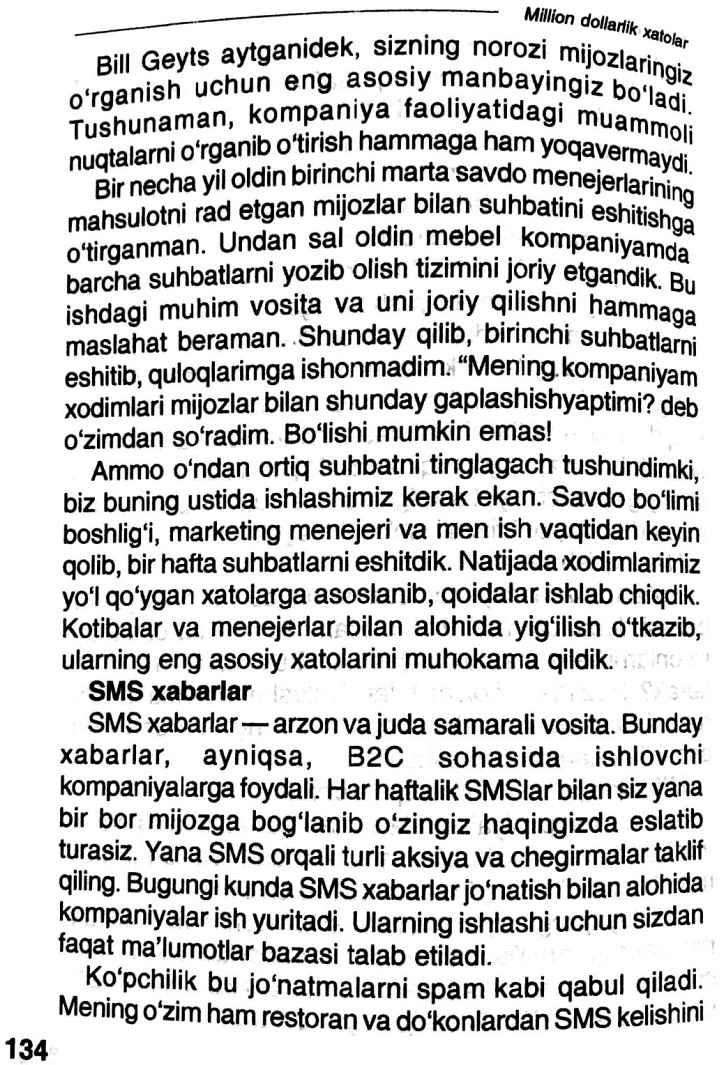 Million dollarlik xatolar
Bill Geyts aytganidek, sizning norozi mijozlaringiz
o‘rganish uchun eng asosiy manbayingiz bo‘ladi.
Tushunaman, kompaniya faoliyatidagi muammoli
nuqtalarni o‘rganib o‘tirish hammaga ham yoqavermaydi.
Bir necha yil oldin birinchi marta savdo menejerlarining
mahsulotni rad etgan mijozlar bilan suhbatini eshitishga
o‘tirganman. Undan sal oldin mebel kompaniyamda
barcha suhbatlarni yozib olish tizimini joriy etgandik. Bu
ishdagi muhim vosita va uni joriy qilishni hammaga
maslahat beraman. Shunday qilib, birinchi suhbatlarni
eshitib, quloqlarimga ishonmadim. “Mening kompaniyam
xodimlari mijozlar bilan shunday gaplashishyaptimi? deb
o‘zimdan so‘radim. Bo‘lishi mumkin emas!
Ammo o‘ndan ortiq suhbatni tinglagach tushundimki,
biz buning ustida ishlashimiz kerak ekan. Savdo bo‘limi
boshlig‘i, marketing menejeri va men ish vaqtidan keyin
qolib, bir hafta suhbatlarni eshitdik. Natijada xodimlarimiz
yo‘l qo‘ygan xatolarga asoslanib, qoidalar ishlab chiqdik.
Kotibalar va menejerlar bilan alohida yig‘ilish o‘tkazib,
ularning eng asosiy xatolarini muhokama qildik.
SMS xabarlar
SMS xabarlar — arzon va juda samarali vosita. Bunday
xabarlar, ayniqsa, B2C sohasida ishlovchi
kompaniyalarga foydali. Har haftalik SMSlar bilan siz yana
bir bor mijozga bog‘lanib o‘zingiz haqingizda eslatib
turasiz. Yana SMS orqali turli aksiya va chegirmalar taklif
qiling. Bugungi kunda SMS xabarlar jo‘natish bilan alohida
kompaniyalar ish yuritadi. Ularning ishlashi uchun sizdan
faqat ma’lumotlar bazasi talab etiladi.
Ko‘pchilik bu jo‘natmalarni spam kabi qabul qiladi.
Mening o‘zim ham restoran va do‘konlardan SMS kelishini
134